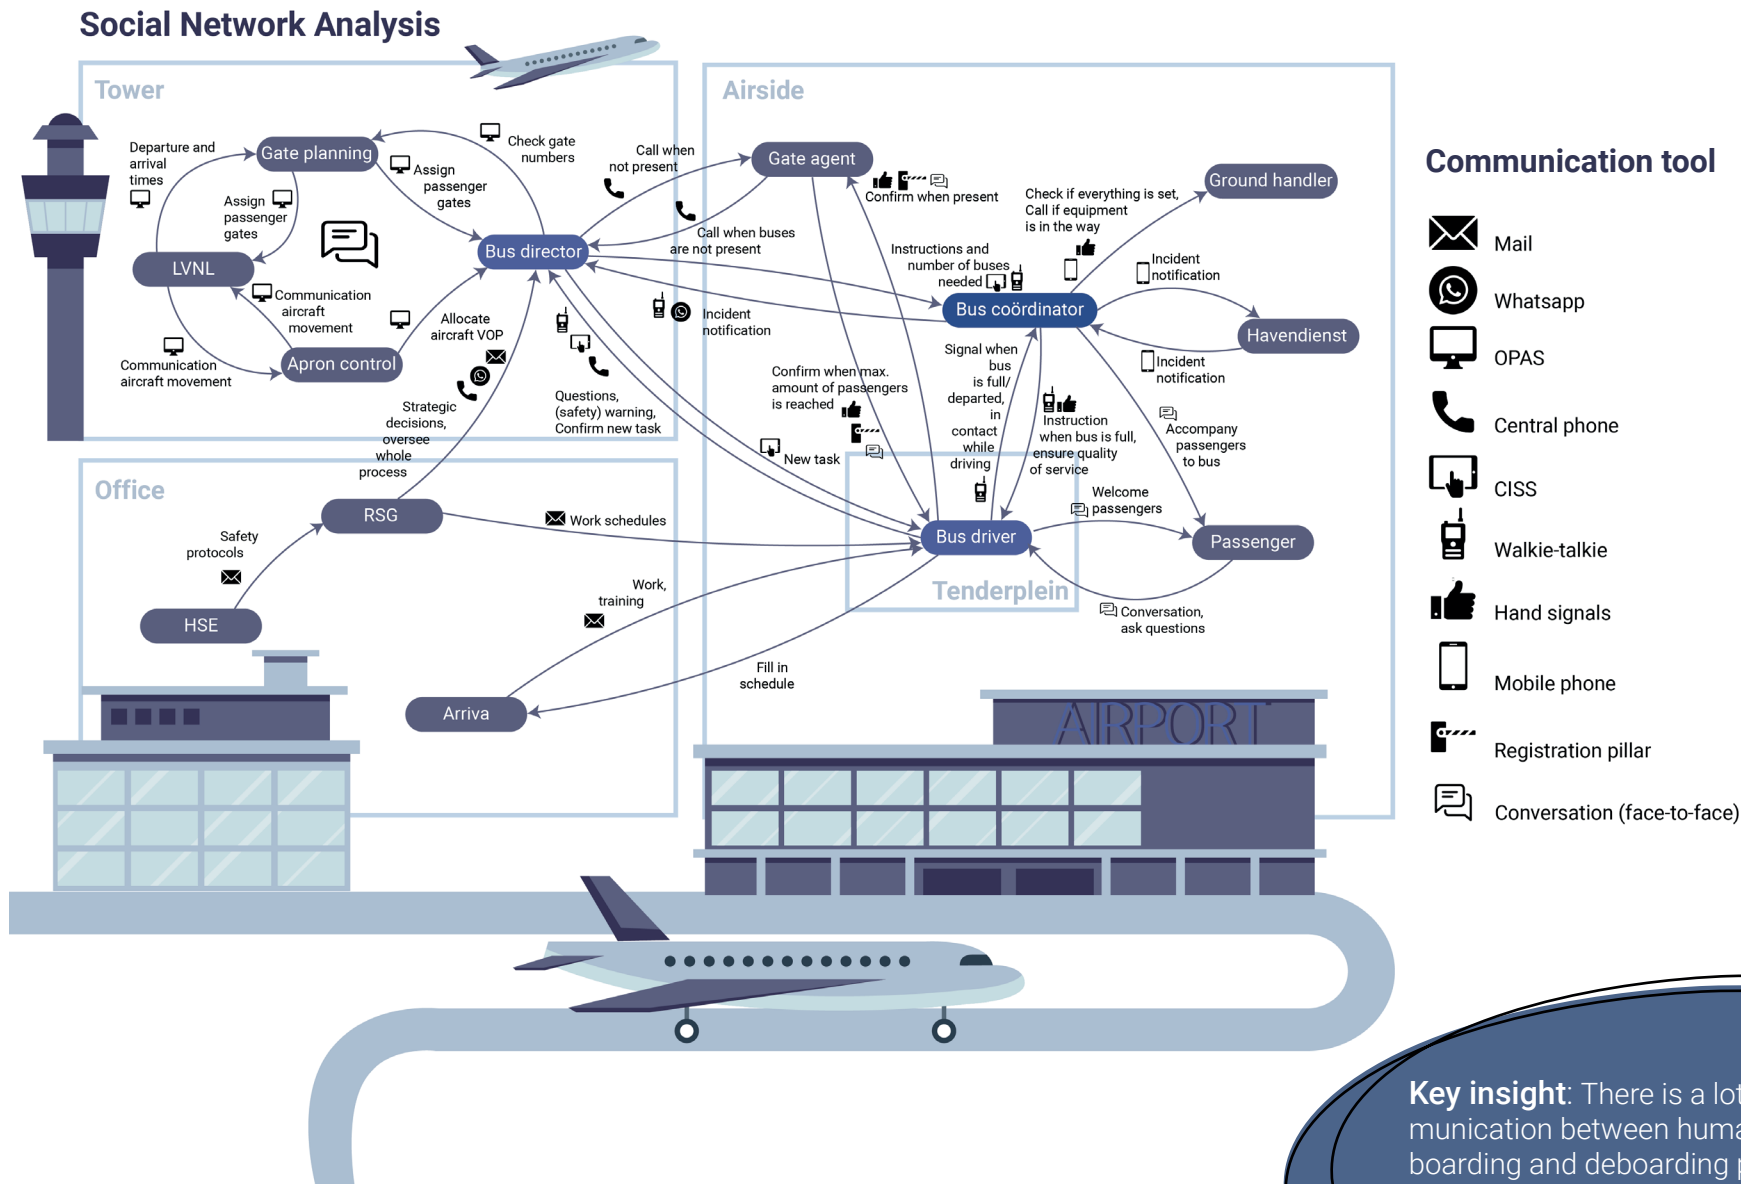 Social Network Analysis
Tower
Departure and
arrival
times
Gate planning
Check gate
numbers
Assign
passenger
gates
Assign
passenger
gates
LVNL
Bus director
Communication
aircraft
movement
Communication
aircraft movement
Apron control
Allocate
aircraft VOP
Strategic
decisions,
oversee
whole
process
Questions,
(safety) warning,
Confirm new task
Airside
Call when
not present
Gate agent
Confirm when present
Call when buses
are not present
Check if everything is set,
Call if equipment
is in the way
Ground handler
Instructions and
number of buses
needed
Incident
notification
Bus coördinator
Incident
notification
Havendienst
Incident
notification
Signal when
bus
is full/
departed,
in
contact
while
driving
Confirm when max.
amount of passengers
is reached
Instruction
when bus is full,
ensure quality
of service
Accompany
passengers
to bus
New task
Welcome
passengers
Bus driver
Passenger
Tenderplein
Conversation,
ask questions
Office
RSG
Work schedules
Safety
protocols
HSE
Work,
training
Fill in
schedule
Arriva
AIRPORT
Communication tool
Mail
Whatsapp
OPAS
Central phone
CISS
Walkie-talkie
Hand signals
Mobile phone
Registration pillar
Conversation (face-to-face)
Key insight: There is a lot
munication between huma
boarding and deboarding p